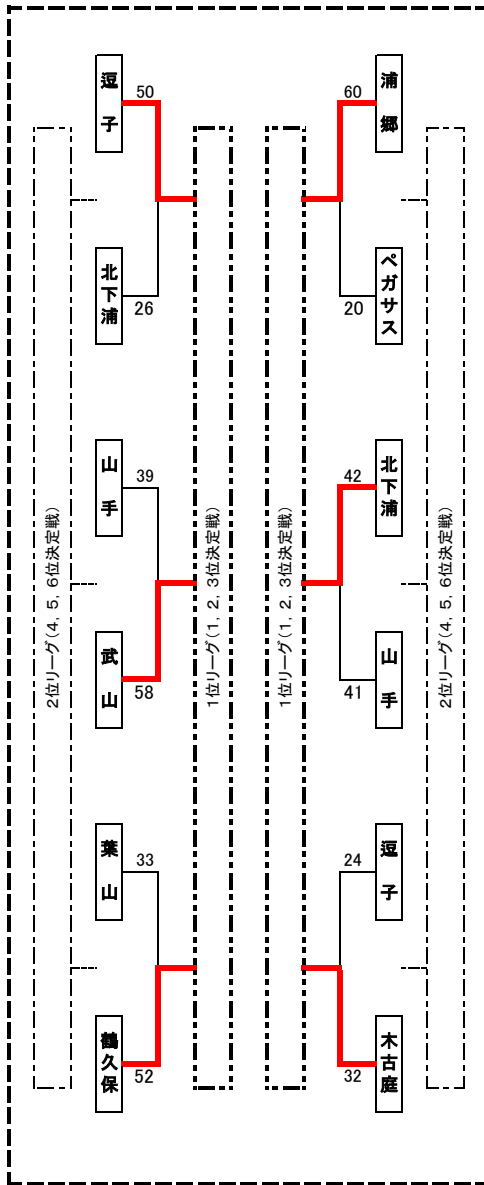 逗子
50
北下浦
26
山手
39
武山
58
葉山
33
鶴久保
52
2位リーグ(4, 5, 6位決定戦)
1位リーグ(1, 2, 3位決定戦)
1位リーグ(1, 2, 3位決定戦)
2位リーグ(4, 5, 6位決定戦)
浦郷
60
ペガサス
20
北下浦
42
山手
41
逗子
24
木古庭
32